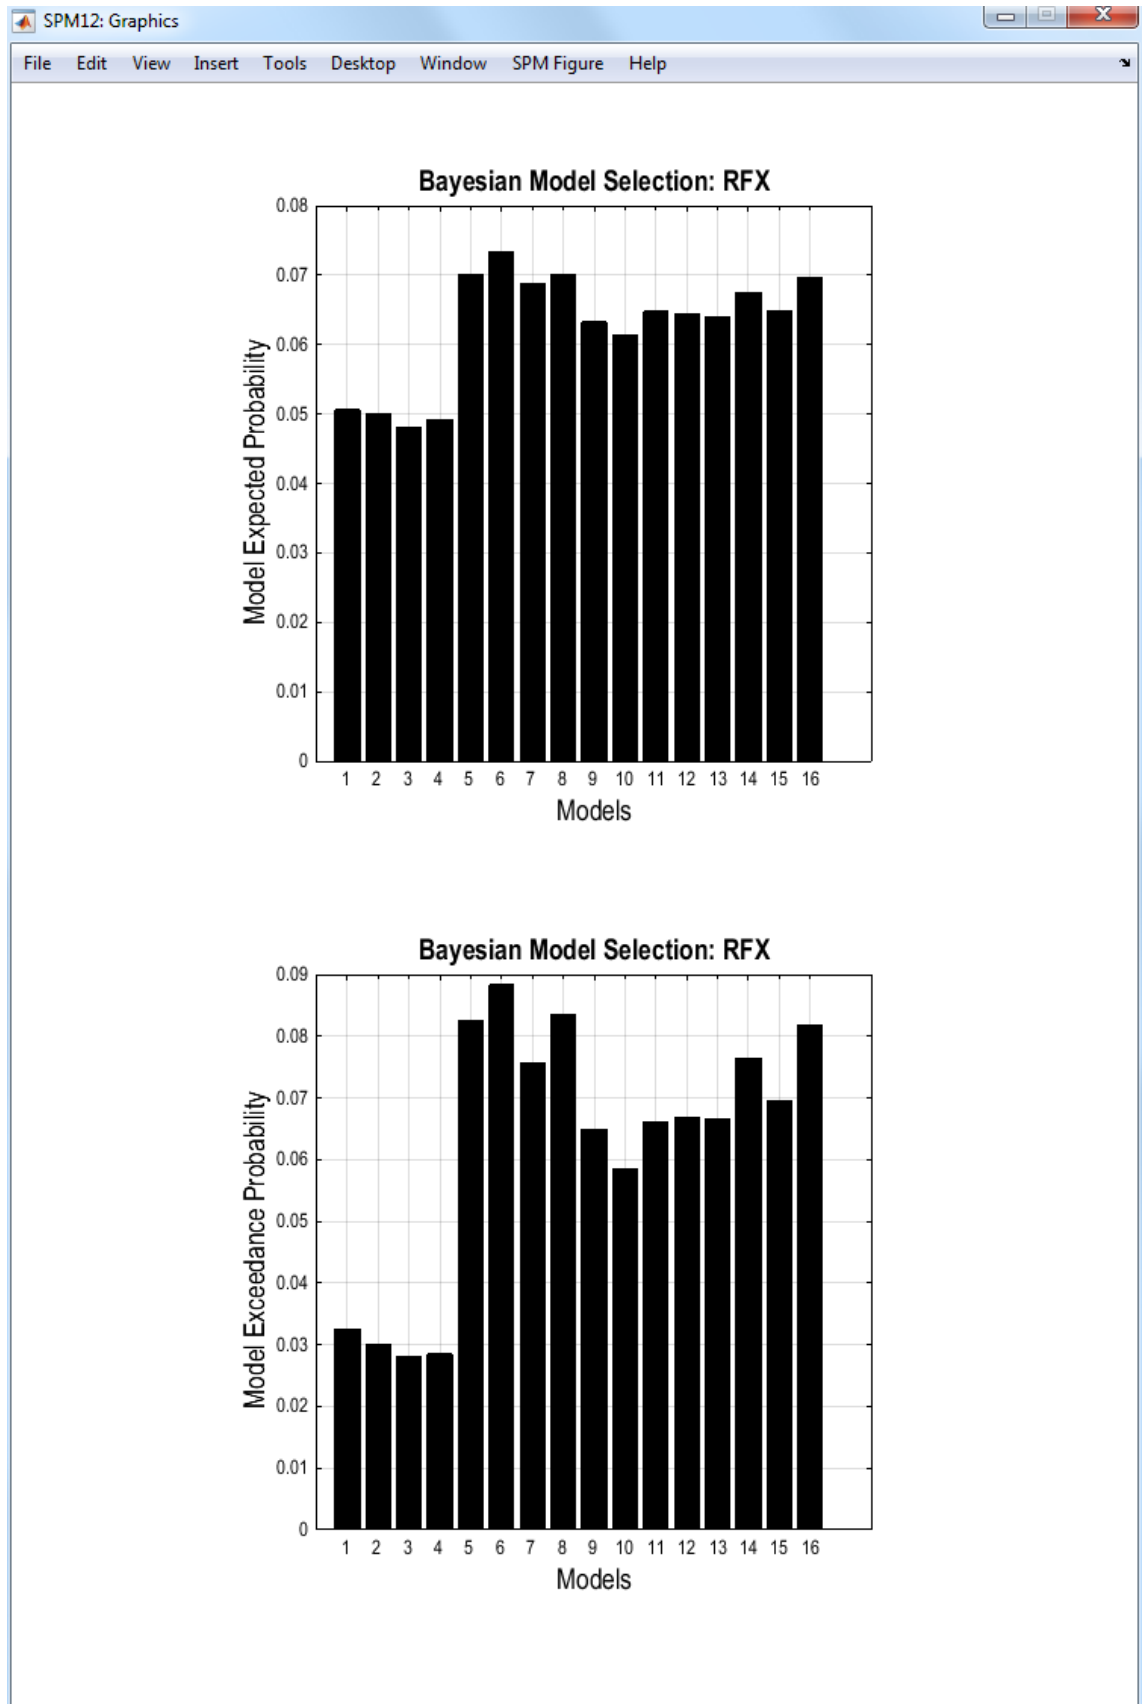 SPM12: Graphics
File Edit View Insert Tools Desktop Window SPM Figure Help
Bayesian Model Selection: RFX
Model Expected Probability
0.08
0.07
0.06
0.05
0.04
0.03
0.02
0.01
0
1 2 3 4 5 6 7 8 9 10 11 12 13 14 15 16
Models
Bayesian Model Selection: RFX
Model Exceedance Probability
0.09
0.08
0.07
0.06
0.05
0.04
0.03
0.02
0.01
0
1 2 3 4 5 6 7 8 9 10 11 12 13 14 15 16
Models